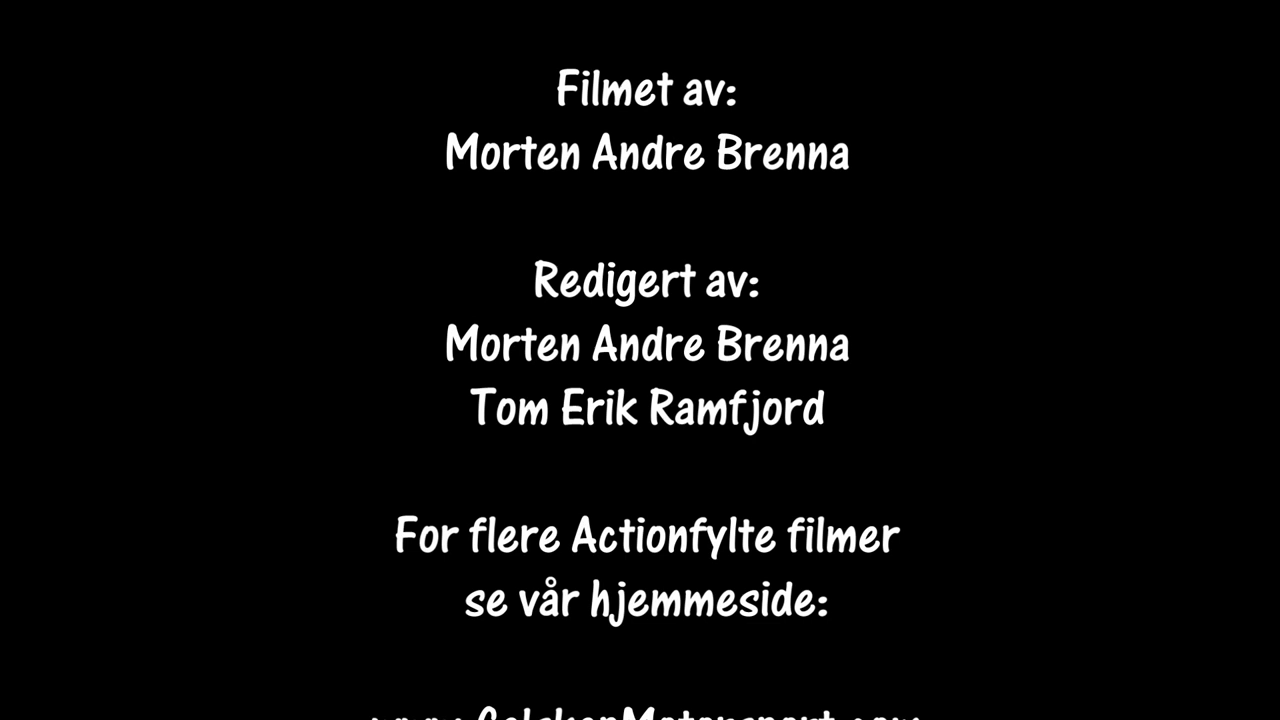 Filmet av:
Morten Andre Brenna
Redigert av:
Morten Andre Brenna
Tom Erik Ramfjord
For flere Actionfylte filmer
se vår hjemmeside: